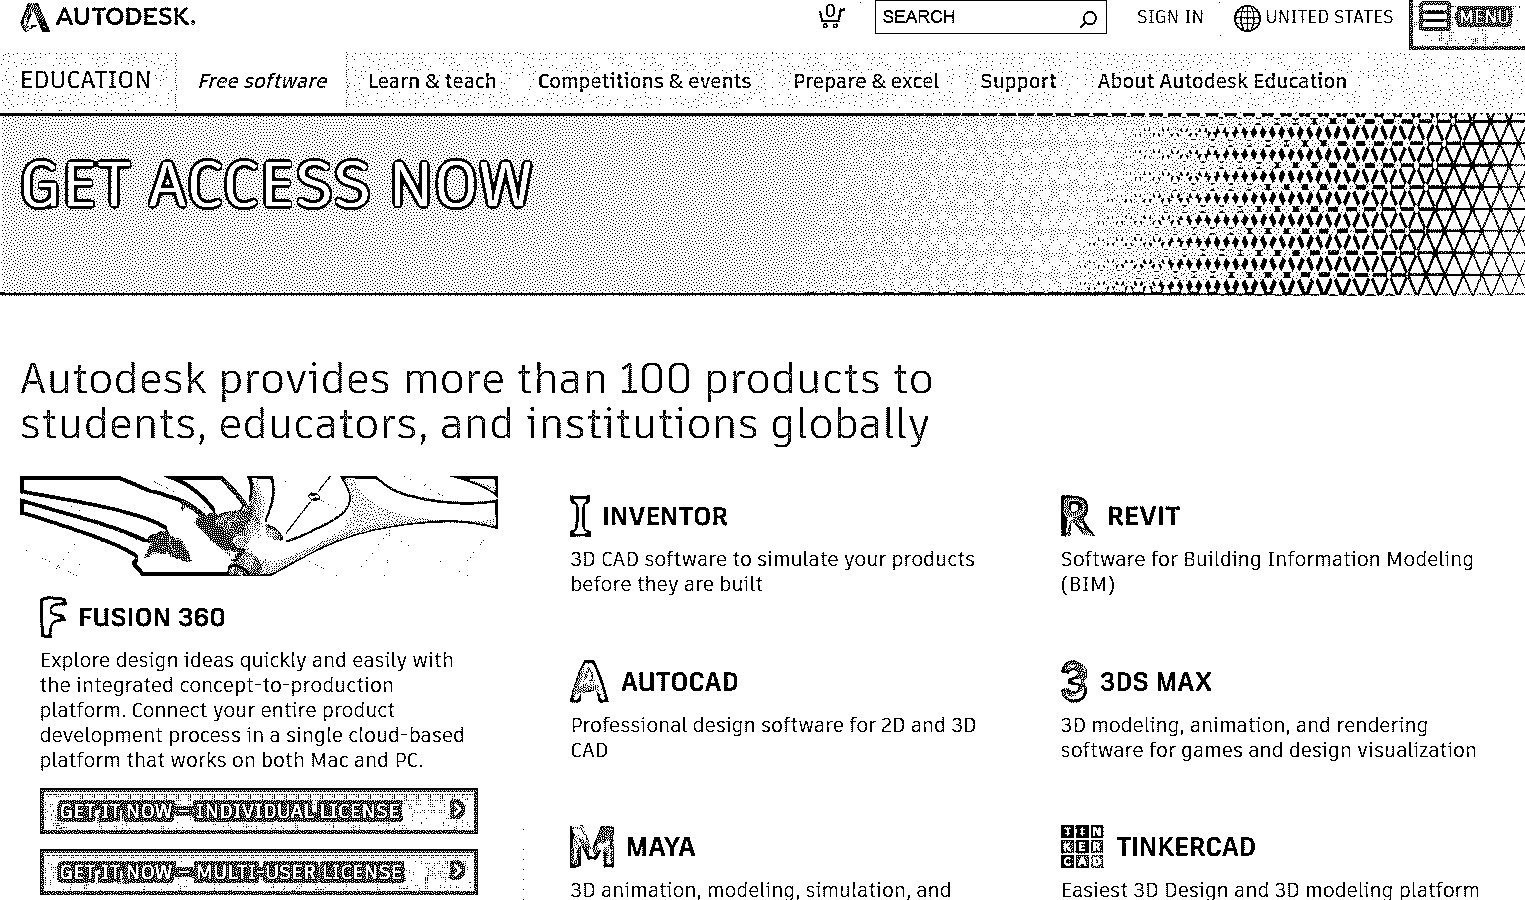 AUTODESK.
0
SEARCH
SIGN IN
UNITED STATES
MENU
EDUCATION
Free software
Learn & teach
Competitions & events
Prepare & excel
Support
About Autodesk Education
GET ACCESS NOW
Autodesk provides more than 100 products to
students, educators, and institutions globally
F FUSION 360
Explore design ideas quickly and easily with
the integrated concept-to-production
platform. Connect your entire product
development process in a single cloud-based
platform that works on both Mac and PC.
GET IT NOW – INDIVIDUAL LICENSE
GET IT NOW – MULTI-USER LICENSE
I INVENTOR
3D CAD software to simulate your products
before they are built
A AUTOCAD
Professional design software for 2D and 3D
CAD
M MAYA
3D animation, modeling, simulation, and
R REVIT
Software for Building Information Modeling
(BIM)
3 3DS MAX
3D modeling, animation, and rendering
software for games and design visualization
TIN
KER
CAD
TINKERCAD
Easiest 3D Design and 3D modeling platform